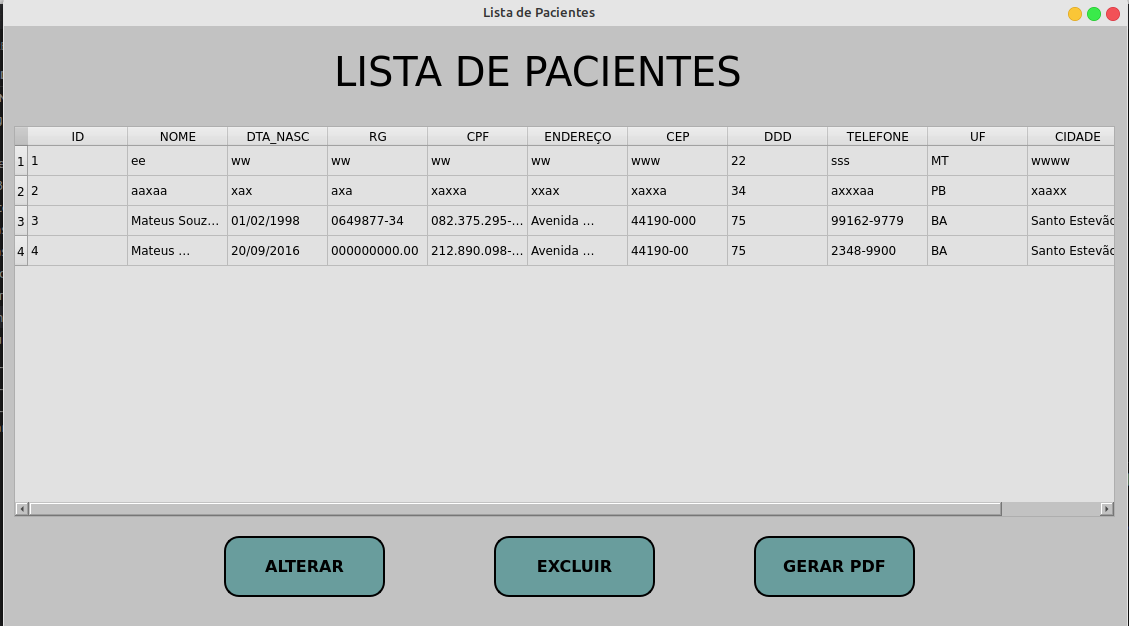 Lista de Pacientes
LISTA DE PACIENTES
ID NOME DTA_NASC RG CPF ENDEREÇO CEP DDD TELEFONE UF CIDADE
1 1 ee ww ww ww ww www 22 sss MT wwww
2 2 aaxaa xax axa xaxxa xxax xaxxa 34 axxxaa PB xaaxx
3 3 Mateus Souz... 01/02/1998 0649877-34 082.375.295-... Avenida ... 44190-000 75 99162-9779 BA Santo Estevão
4 4 Mateus ... 20/09/2016 000000000.00 212.890.098-... Avenida ... 44190-00 75 2348-9900 BA Santo Estevão
ALTERAR EXCLUIR GERAR PDF